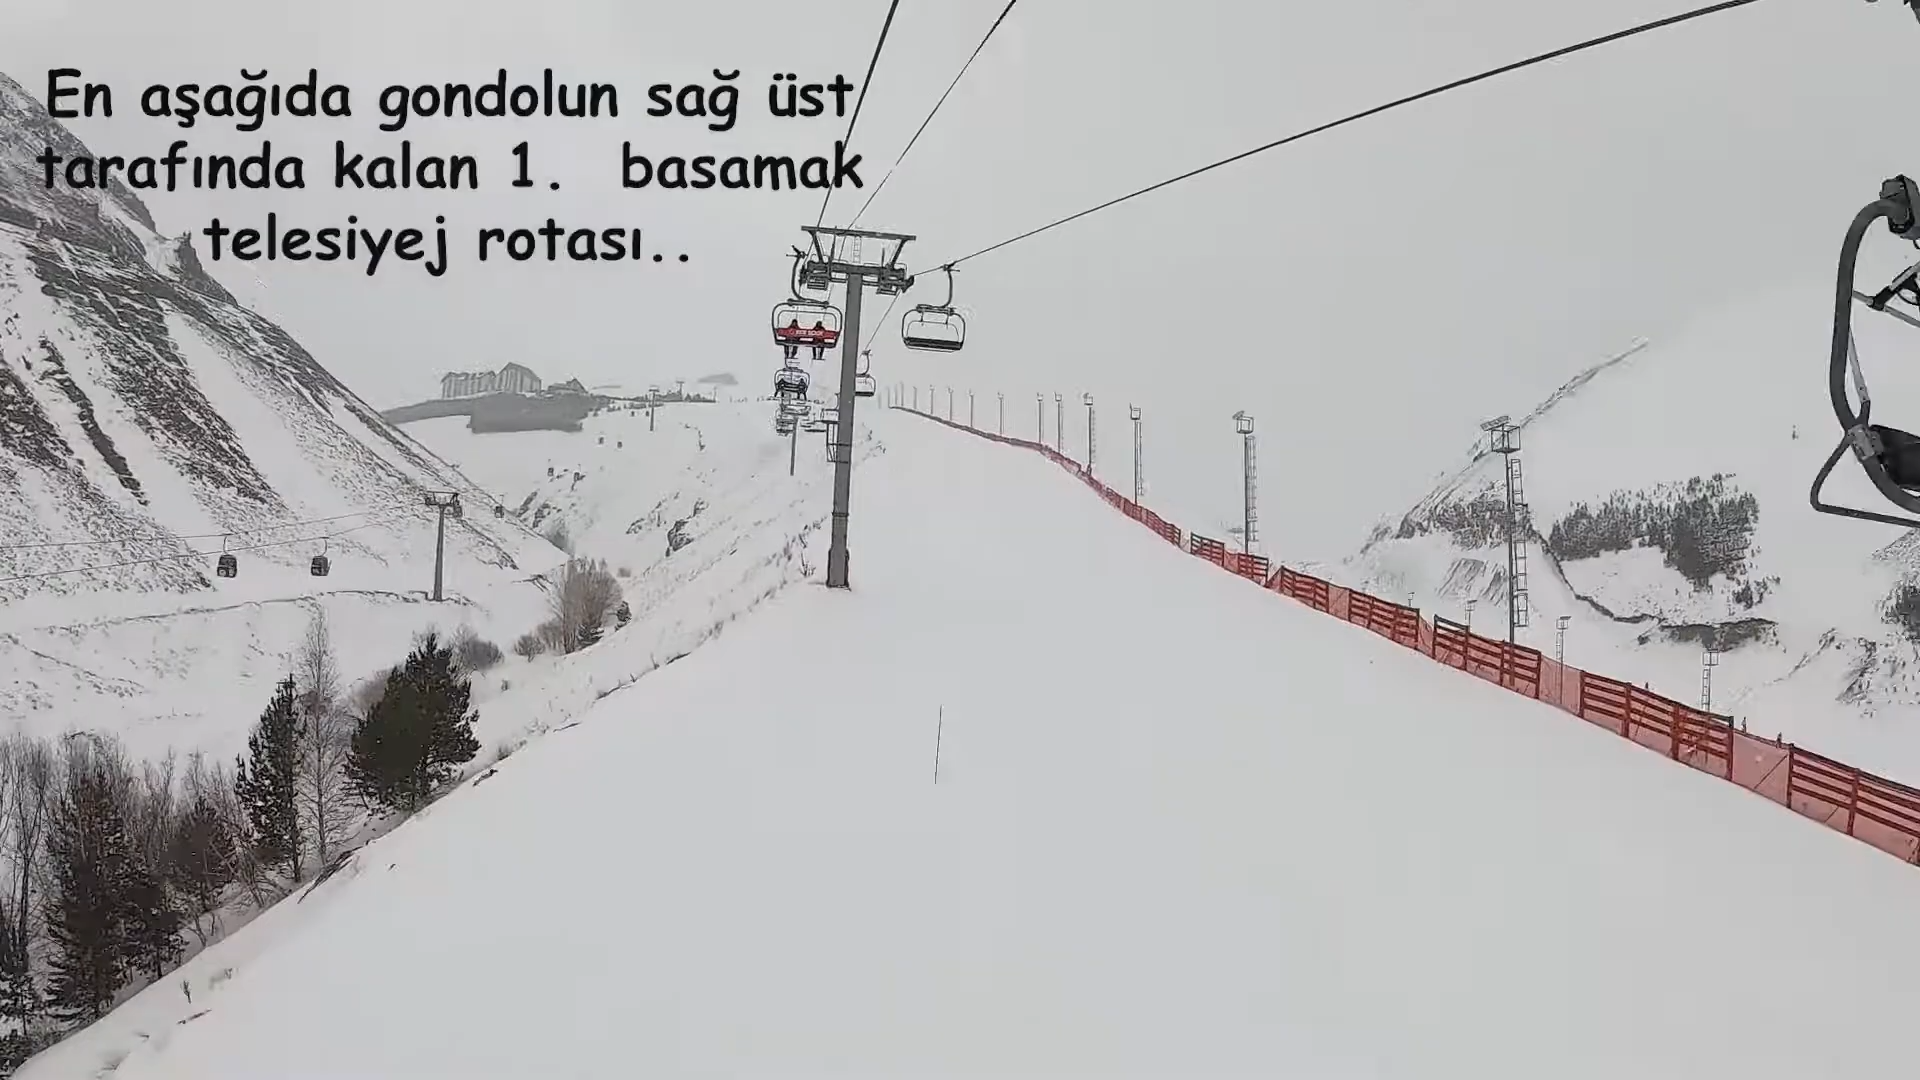 En aşağıda gondolun sağ üst
tarafında kalan 1. basamak
telesiyej rotası..